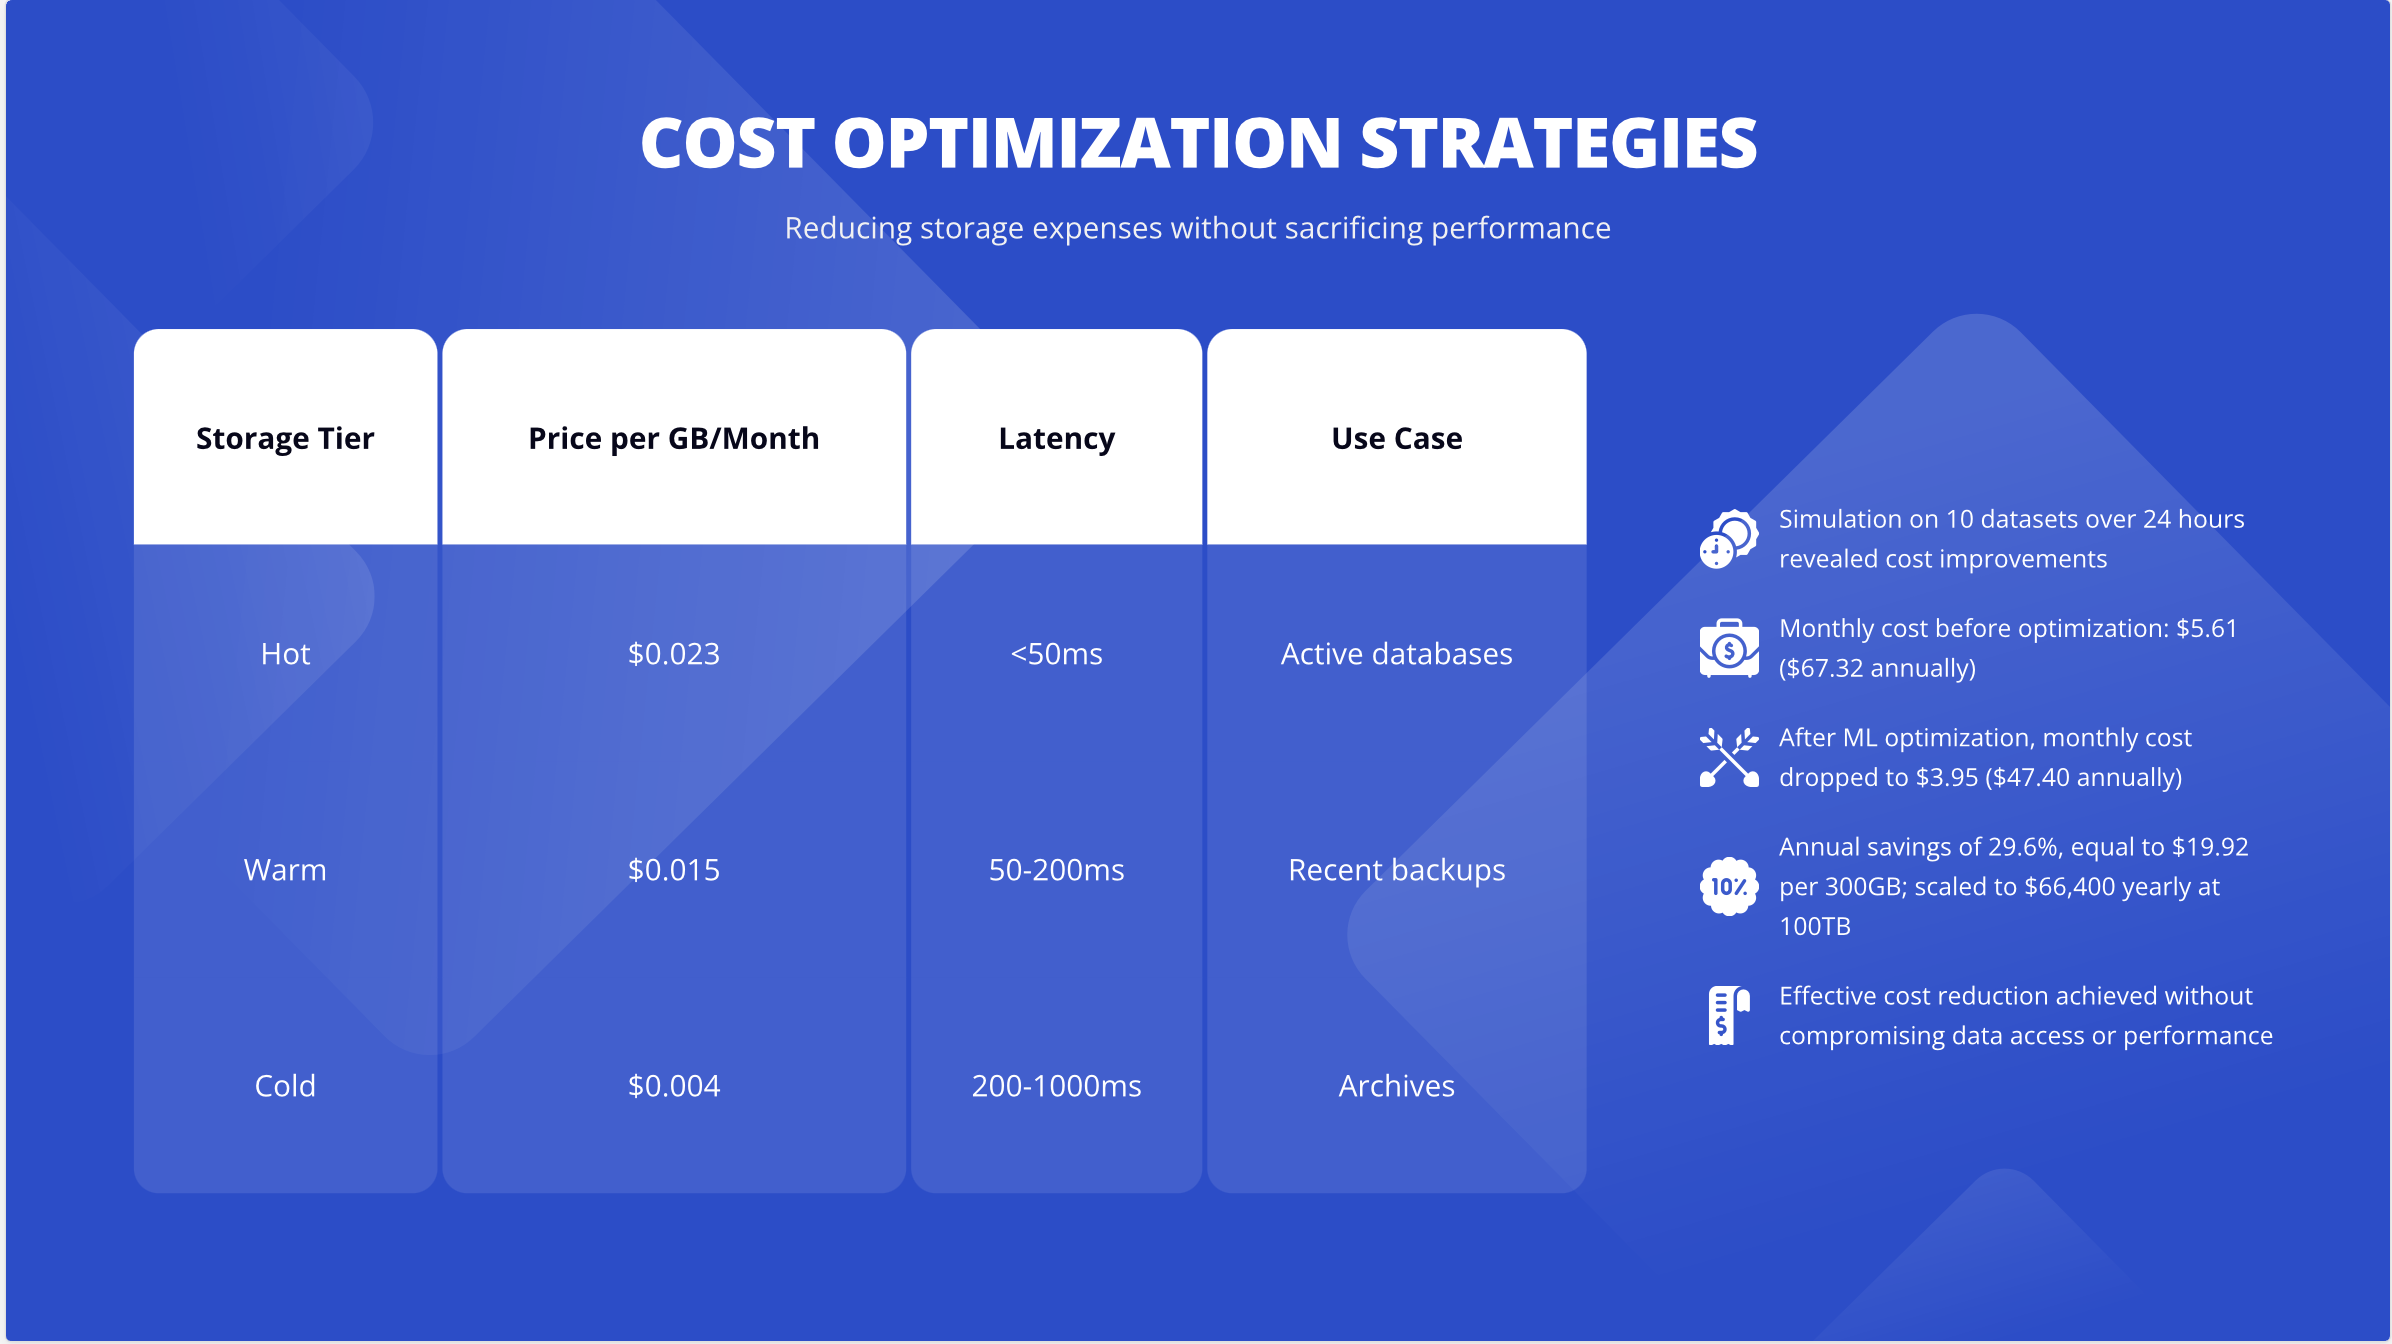 COST OPTIMIZATION STRATEGIES
Reducing storage expenses without sacrificing performance
Storage Tier Price per GB/Month Latency Use Case
Hot $0.023 <50ms Active databases
Warm $0.015 50-200ms Recent backups
Cold $0.004 200-1000ms Archives
Simulation on 10 datasets over 24 hours
revealed cost improvements
Monthly cost before optimization: $5.61
($67.32 annually)
After ML optimization, monthly cost
dropped to $3.95 ($47.40 annually)
10%
Annual savings of 29.6%, equal to $19.92
per 300GB; scaled to $66,400 yearly at
100TB
Effective cost reduction achieved without
compromising data access or performance